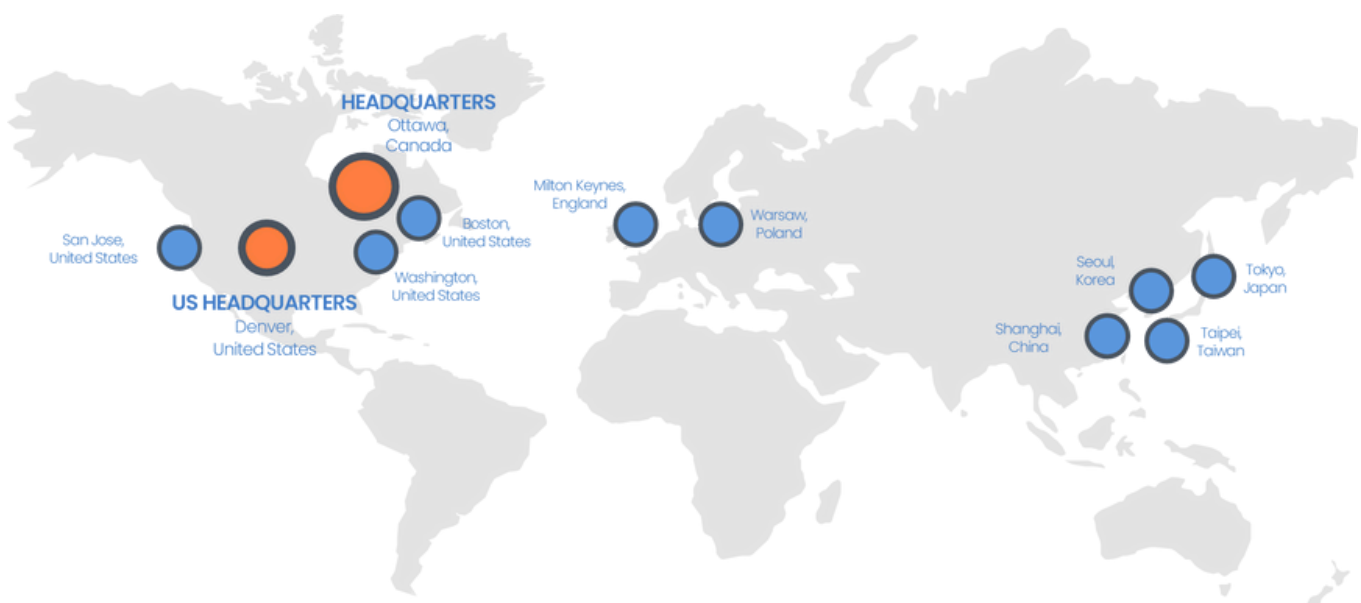 HEADQUARTERS
Ottawa,
Canada
Milton Keynes,
England
Warsaw,
Poland
Boston,
United States
San Jose,
United States
Washington,
United States
US HEADQUARTERS
Denver,
United States
Seoul,
Korea
Tokyo,
Japan
Shanghai,
China
Taipei,
Taiwan